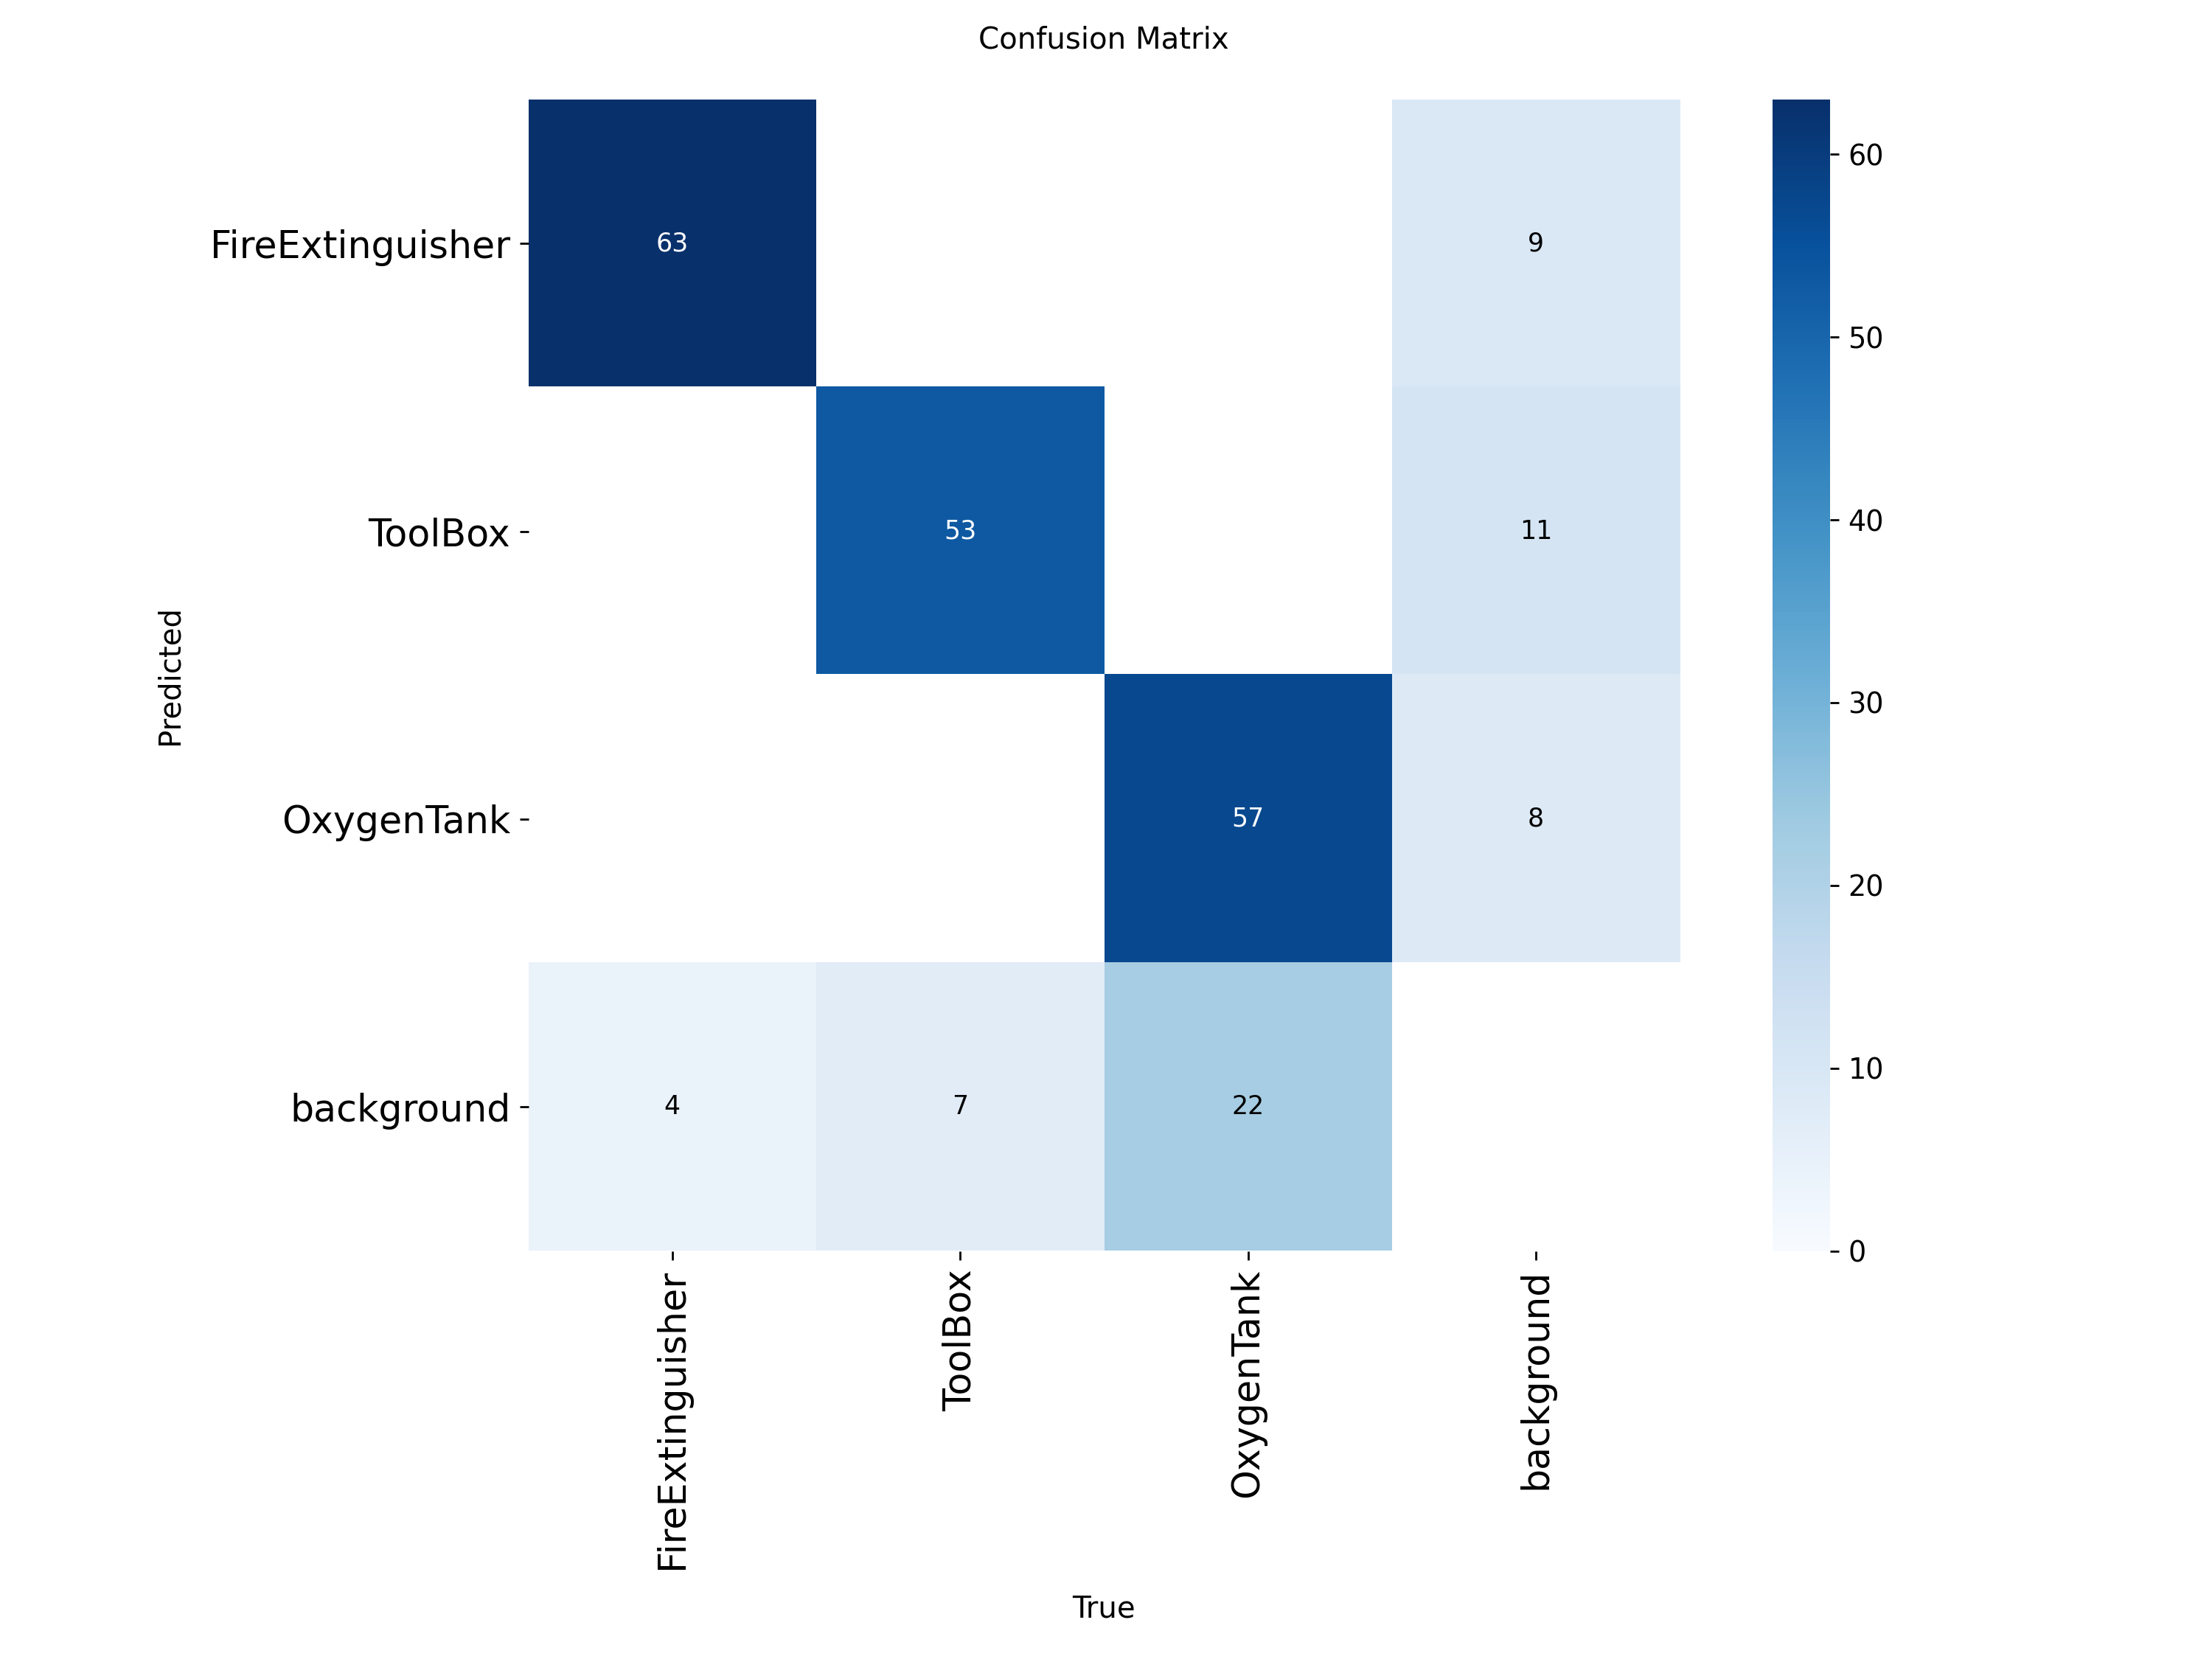 Confusion Matrix
FireExtinguisher
63
9
60
50
ToolBox
53
11
40
Predicted
30
OxygenTank
57
8
20
background
4
7
22
10
0
FireExtinguisher
ToolBox
OxygenTank
background
True